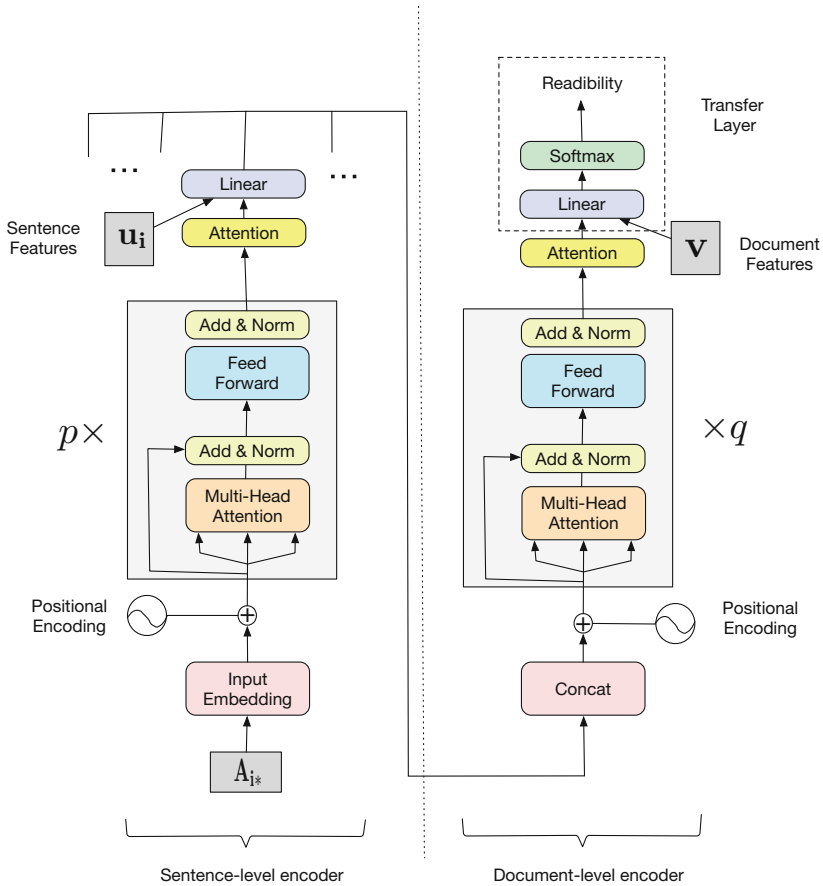 ...
...
Linear
Sentence
Features
u_i
Attention
Add & Norm
Feed
Forward
p×
Add & Norm
Multi-Head
Attention
Positional
Encoding
+
Input
Embedding
A_i*
Sentence-level encoder
Readibility
Transfer
Layer
Softmax
Linear
v
Document
Features
Attention
Add & Norm
Feed
Forward
×q
Add & Norm
Multi-Head
Attention
+
Positional
Encoding
Concat
Document-level encoder